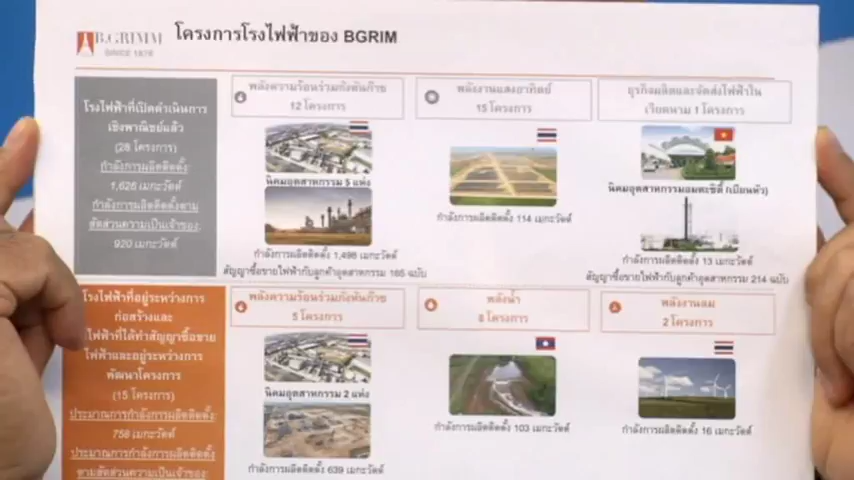 B.GRIMM
SINCE 1878
โครงการโรงไฟฟ้าของ BGRIM
โรงไฟฟ้าที่เปิดดำเนินการ
เชิงพาณิชย์แล้ว
(28 โครงการ)
กำลังการผลิตติดตั้ง:
1,626 เมกะวัตต์
กำลังการผลิตติดตั้งตาม
สัดส่วนความเป็นเจ้าของ:
920 เมกะวัตต์
พลังความร้อนร่วมกังหันก๊าซ
12 โครงการ
นิคมอุตสาหกรรม 5 แห่ง
กำลังการผลิตติดตั้ง 1,498 เมกะวัตต์
สัญญาซื้อขายไฟฟ้ากับลูกค้าอุตสาหกรรม 165 ฉบับ
พลังงานแสงอาทิตย์
15 โครงการ
กำลังการผลิตติดตั้ง 114 เมกะวัตต์
ธุรกิจผลิตและจัดส่งไฟฟ้าใน
เวียดนาม 1 โครงการ
นิคมอุตสาหกรรมอมตะซิตี้ (เบียนหัว)
กำลังการผลิตติดตั้ง 13 เมกะวัตต์
สัญญาซื้อขายไฟฟ้ากับลูกค้าอุตสาหกรรม 214 ฉบับ
โรงไฟฟ้าที่อยู่ระหว่างการ
ก่อสร้างและ
ไฟฟ้าที่ได้ทำสัญญาซื้อขาย
ไฟฟ้าและอยู่ระหว่างการ
พัฒนาโครงการ
(15 โครงการ)
ประมาณการกำลังการผลิตติดตั้ง:
758 เมกะวัตต์
ประมาณการกำลังการผลิตติดตั้ง
ตามสัดส่วนความเป็นเจ้าของ:
พลังความร้อนร่วมกังหันก๊าซ
5 โครงการ
นิคมอุตสาหกรรม 2 แห่ง
กำลังการผลิตติดตั้ง 639 เมกะวัตต์
พลังน้ำ
8 โครงการ
กำลังการผลิตติดตั้ง 103 เมกะวัตต์
พลังงานลม
2 โครงการ
กำลังการผลิตติดตั้ง 16 เมกะวัตต์